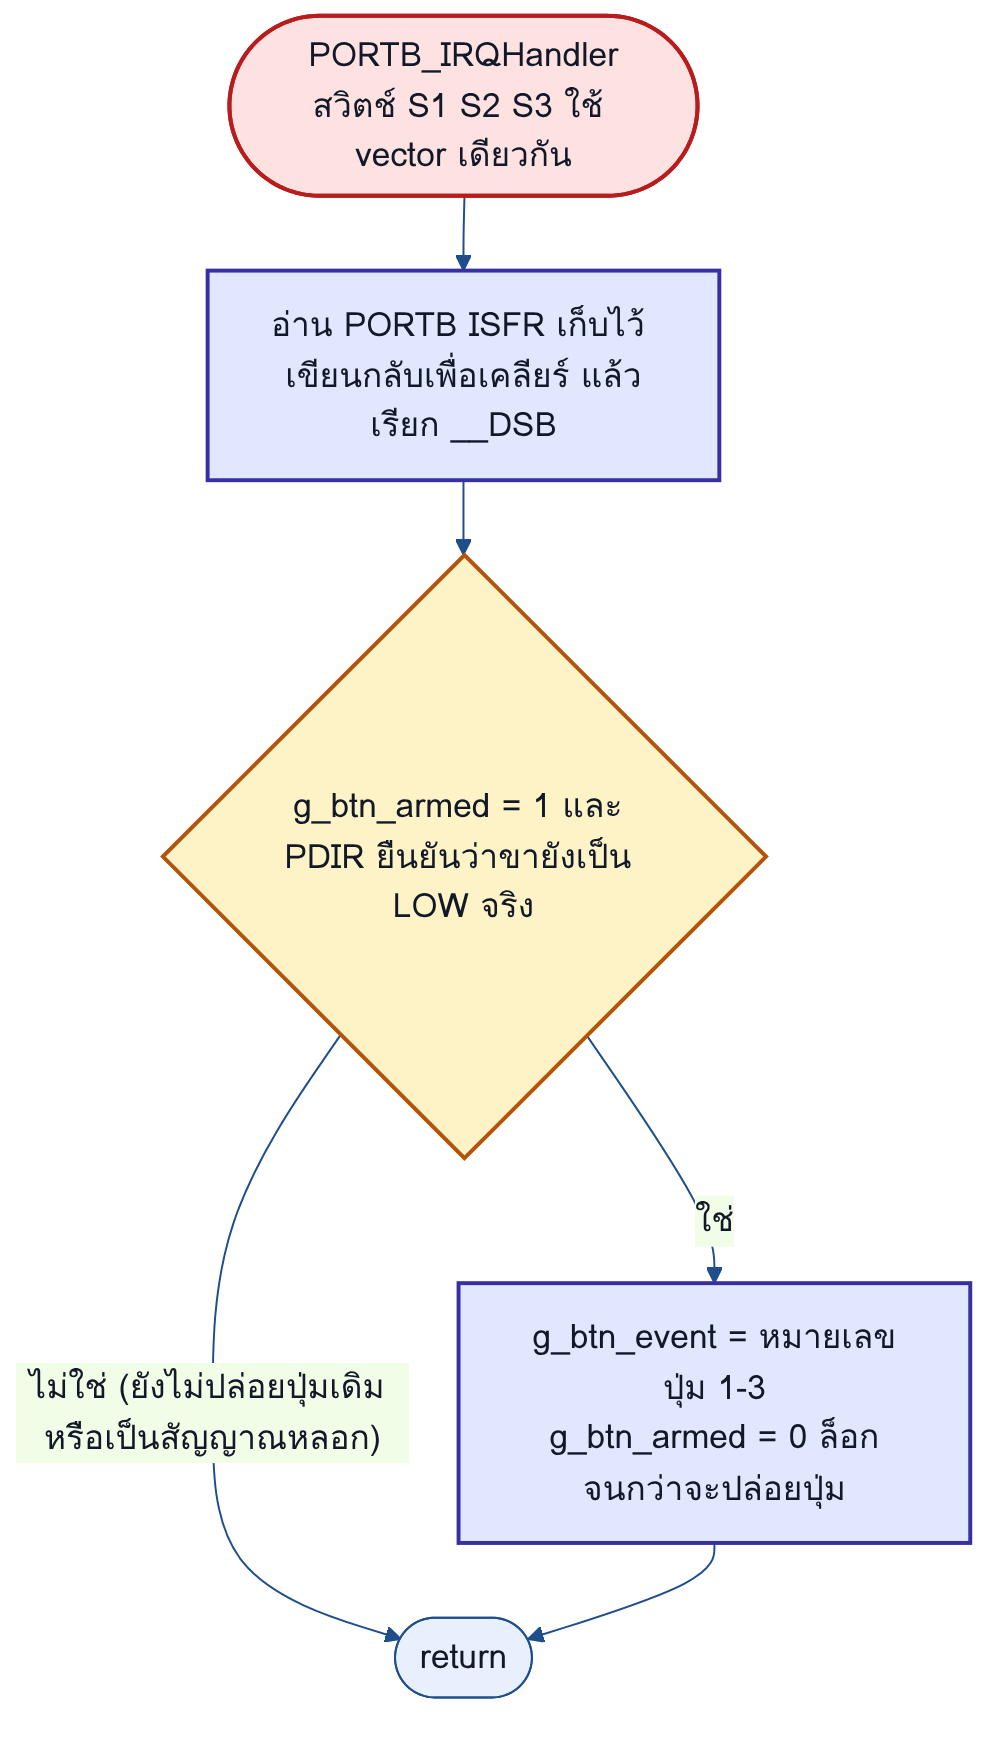 PORTB_IRQHandler
สวิตช์ S1 S2 S3 ใช้
vector เดียวกัน
อ่าน PORTB ISFR เก็บไว้
เขียนกลับเพื่อเคลียร์ แล้ว
เรียก __DSB
g_btn_armed = 1 และ
PDIR ยืนยันว่าขายังเป็น
LOW จริง
ใช่
ไม่ใช่ (ยังไม่ปล่อยปุ่มเดิม
หรือเป็นสัญญาณหลอก)
g_btn_event = หมายเลข
ปุ่ม 1-3
g_btn_armed = 0 ล็อก
จนกว่าจะปล่อยปุ่ม
return